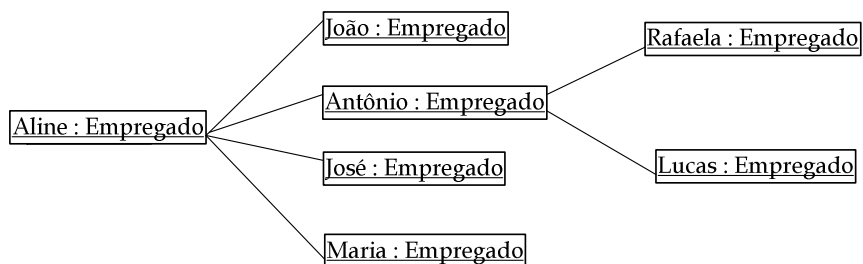 João : Empregado
Rafaela : Empregado
Antônio : Empregado
Aline : Empregado
José : Empregado
Lucas : Empregado
Maria : Empregado